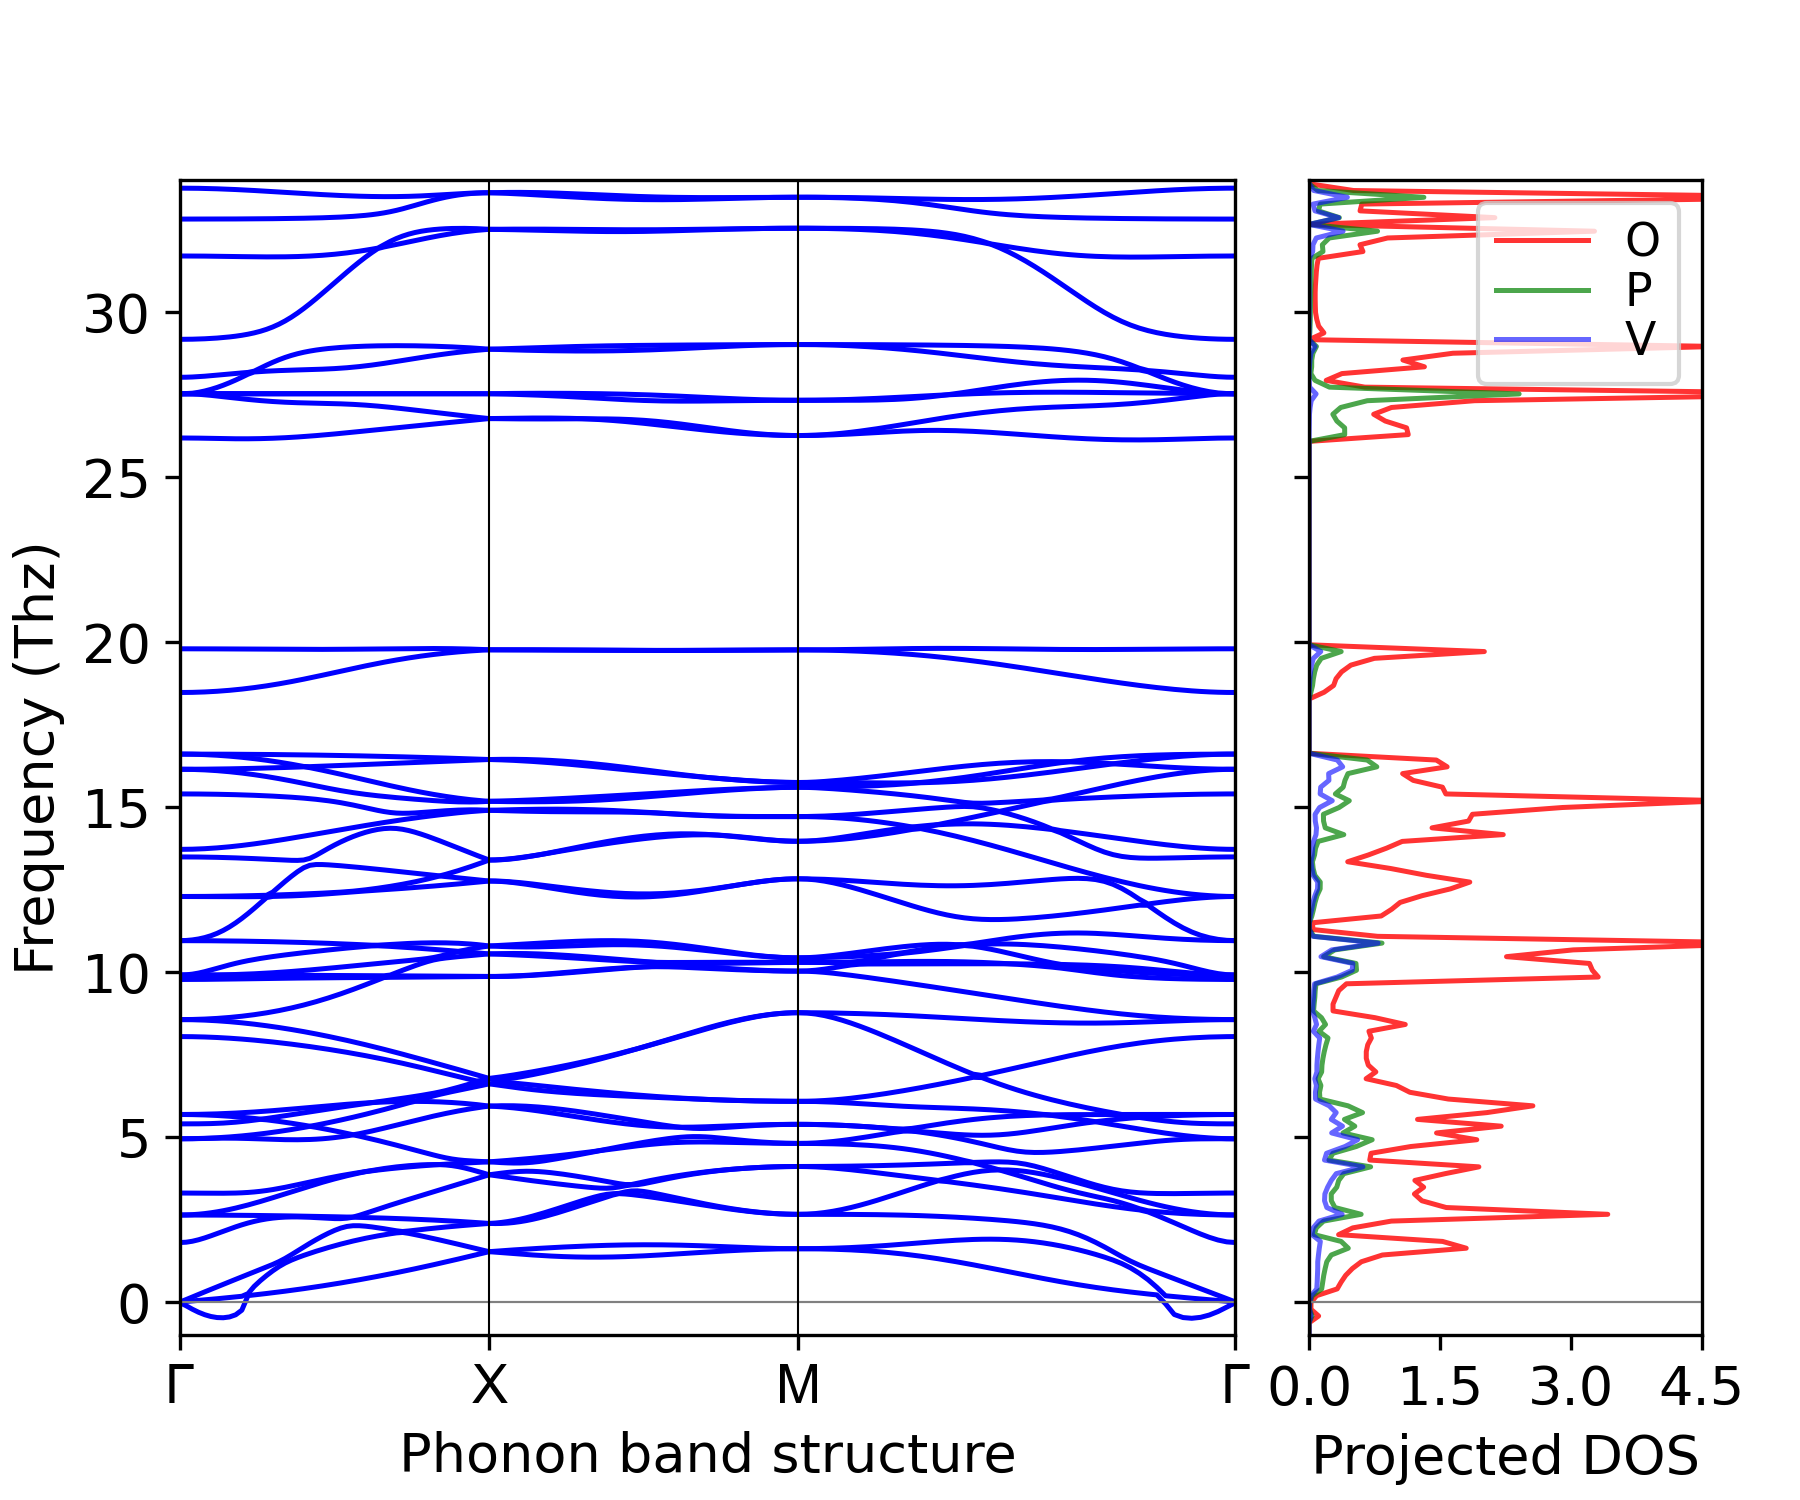 30
25
20
15
10
5
0
Frequency (Thz)
Γ X M Γ
Phonon band structure
O
P
V
0.0 1.5 3.0 4.5
Projected DOS